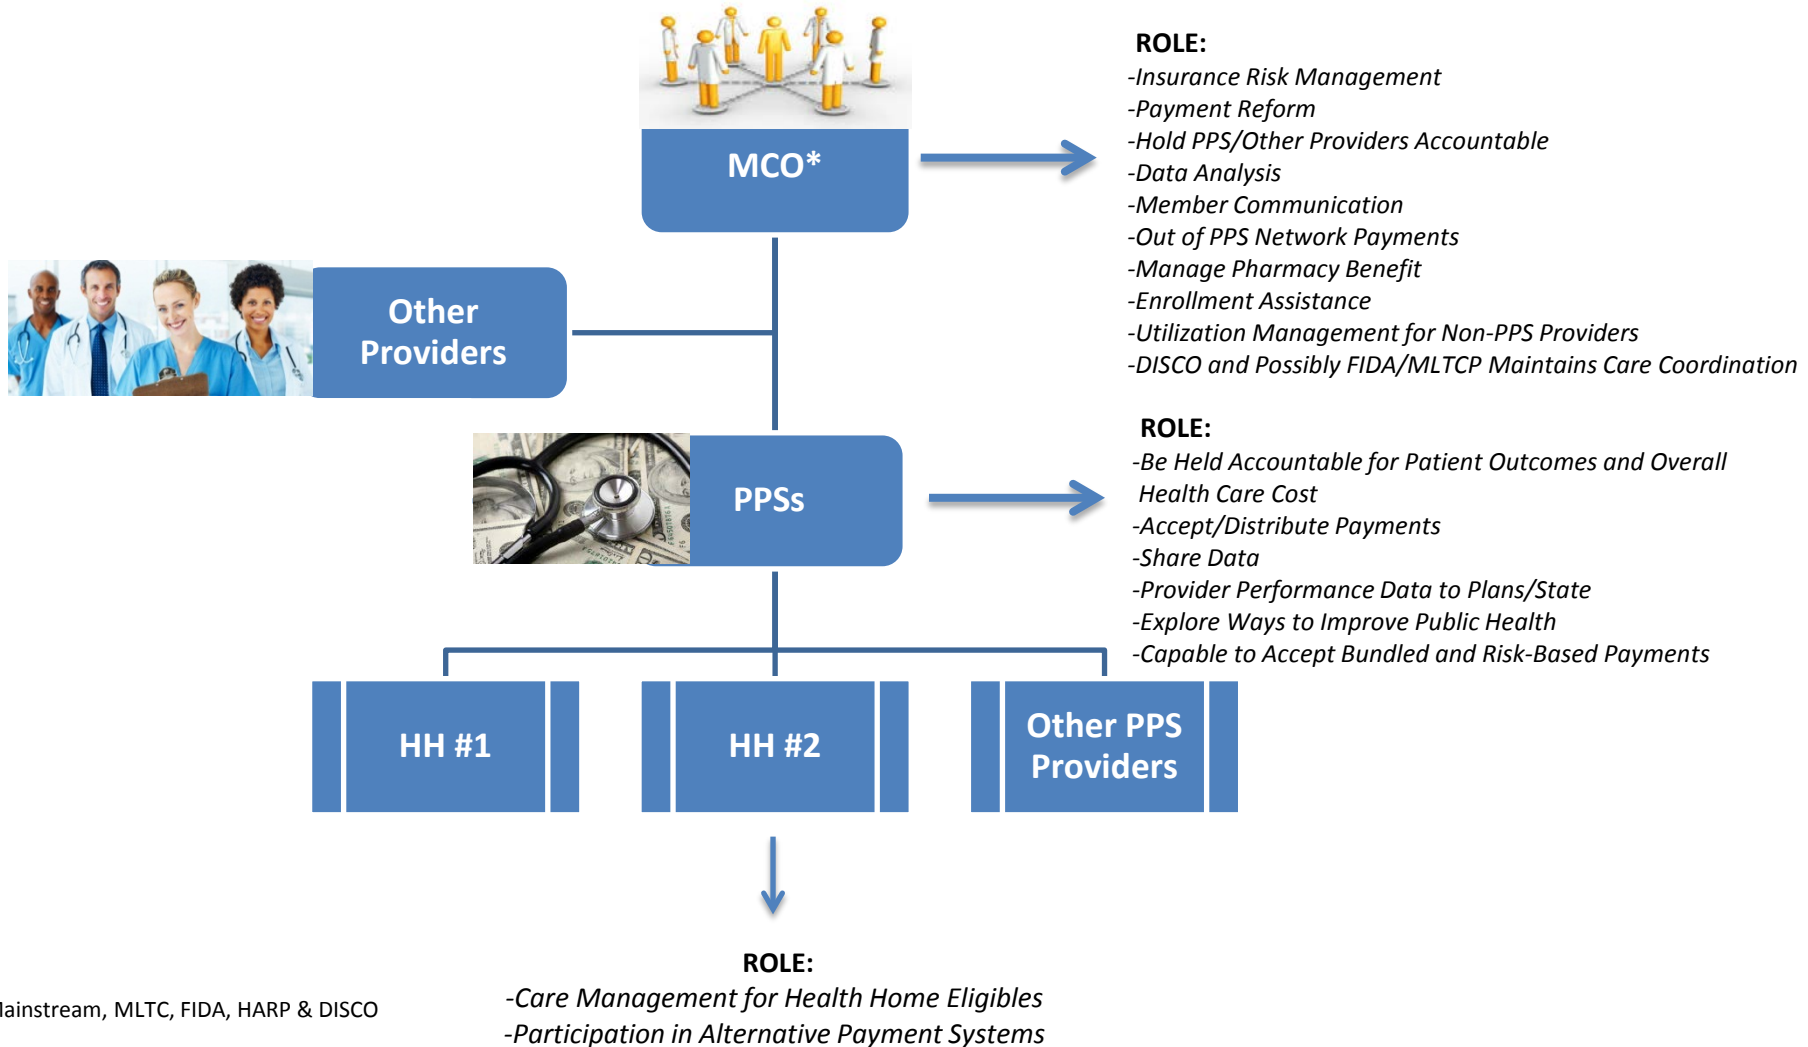 MCO*
ROLE:
-Insurance Risk Management
-Payment Reform
-Hold PPS/Other Providers Accountable
-Data Analysis
-Member Communication
-Out of PPS Network Payments
-Manage Pharmacy Benefit
-Enrollment Assistance
-Utilization Management for Non-PPS Providers
-DISCO and Possibly FIDA/MLTCP Maintains Care Coordination
Other
Providers
PPSs
ROLE:
-Be Held Accountable for Patient Outcomes and Overall
Health Care Cost
-Accept/Distribute Payments
-Share Data
-Provider Performance Data to Plans/State
-Explore Ways to Improve Public Health
-Capable to Accept Bundled and Risk-Based Payments
HH #1
HH #2
Other PPS
Providers
ROLE:
-Care Management for Health Home Eligibles
-Participation in Alternative Payment Systems
MLTC, FIDA, HARP & DISCO